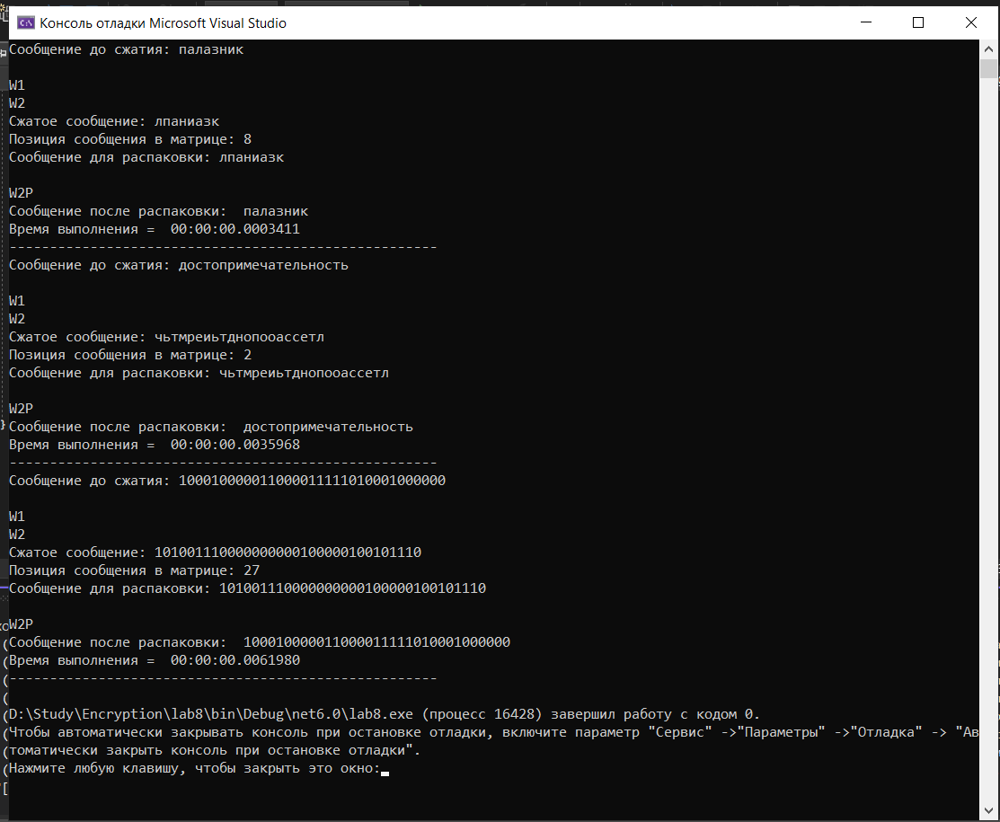 Консоль отладки Microsoft Visual Studio
Сообщение до сжатия: палазник
W1
W2
Сжатое сообщение: лпаниазк
Позиция сообщения в матрице: 8
Сообщение для распаковки: лпаниазк
W2P
Сообщение после распаковки:  палазник
Время выполнения =  00:00:00.0003411
-----------------------------------------------------
Сообщение до сжатия: достопримечательность
W1
W2
Сжатое сообщение: чьтмреиьтднопооассетл
Позиция сообщения в матрице: 2
Сообщение для распаковки: чьтмреиьтднопооассетл
W2P
Сообщение после распаковки:  достопримечательность
Время выполнения =  00:00:00.0035968
-----------------------------------------------------
Сообщение до сжатия: 100010000011000011111010001000000
W1
W2
Сжатое сообщение: 101001110000000000100000100101110
Позиция сообщения в матрице: 27
Сообщение для распаковки: 101001110000000000100000100101110
W2P
Сообщение после распаковки:  100010000011000011111010001000000
Время выполнения =  00:00:00.0061980
-----------------------------------------------------
D:\Study\Encryption\lab8\bin\Debug\net6.0\lab8.exe (процесс 16428) завершил работу с кодом 0.
Чтобы автоматически закрывать консоль при остановке отладки, включите параметр "Сервис" ->"Параметры" ->"Отладка" -> "Ав
томатически закрыть консоль при остановке отладки".
Нажмите любую клавишу, чтобы закрыть это окно: